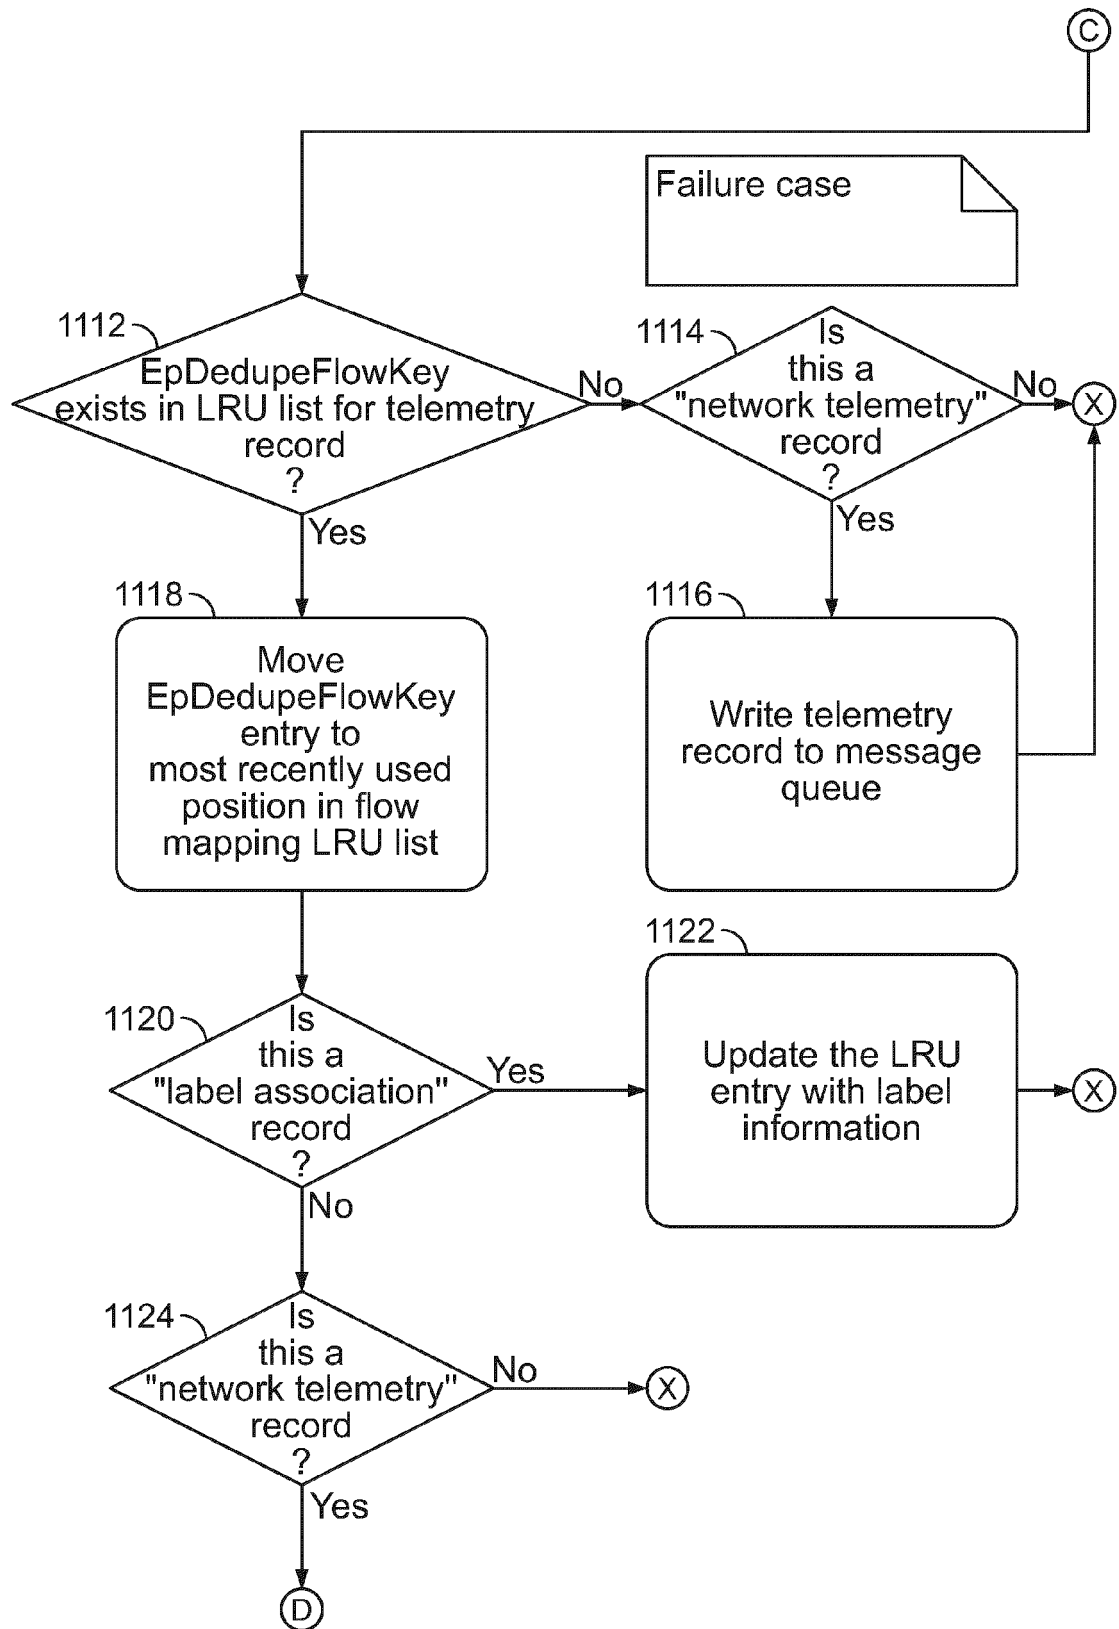 C
Failure case
1112
EpDedupeFlowKey
exists in LRU list for telemetry
record
?
No
1114
Is
this a
"network telemetry"
record
?
No
X
Yes
Yes
1118
Move
EpDedupeFlowKey
entry to
most recently used
position in flow
mapping LRU list
1116
Write telemetry
record to message
queue
1120
Is
this a
"label association"
record
?
Yes
1122
Update the LRU
entry with label
information
X
No
1124
Is
this a
"network telemetry"
record
?
No
X
Yes
D